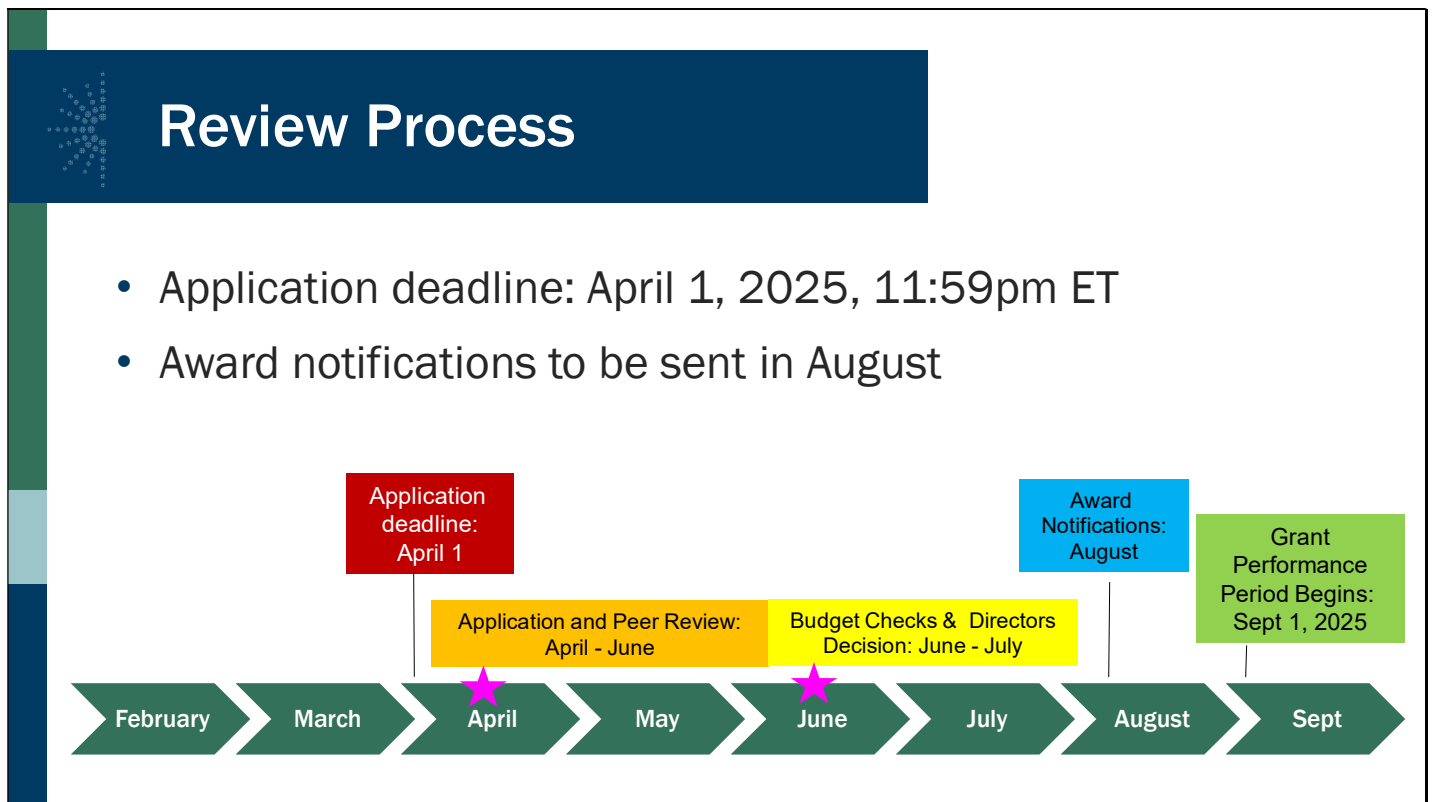 Review Process
• Application deadline: April 1, 2025, 11:59pm ET
• Award notifications to be sent in August
Application
deadline:
April 1
Award
Notifications:
August
Grant
Performance
Period Begins:
Sept 1, 2025
Application and Peer Review:
April - June
Budget Checks &  Directors
Decision: June - July
February
March
April
May
June
July
August
Sept